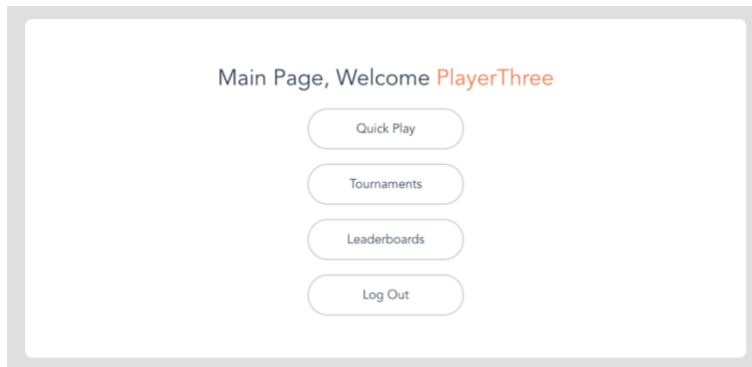 Main Page, Welcome PlayerThree
Quick Play
Tournaments
Leaderboards
Log Out